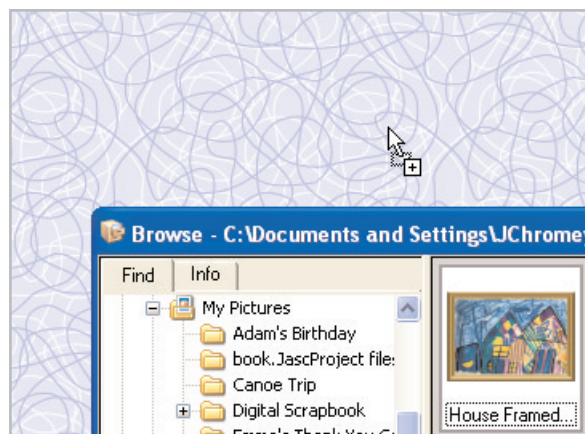 Browse - C:\Documents and Settings\JChrome
Find Info
My Pictures
Adam's Birthday
book.JascProject file
Canoe Trip
Digital Scrapbook
House Framed...